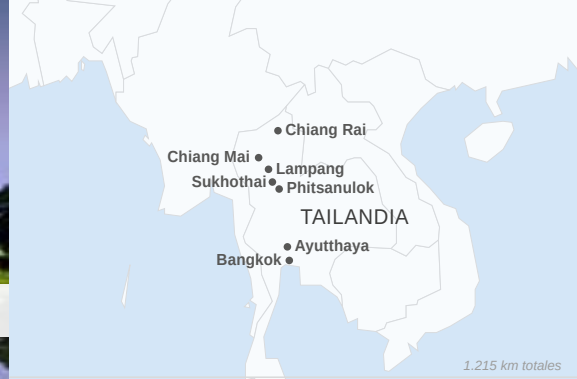 Chiang Rai
Chiang Mai
Lampang
Sukhothai
Phitsanulok
TAILANDIA
Ayutthaya
Bangkok
1.215 km totales